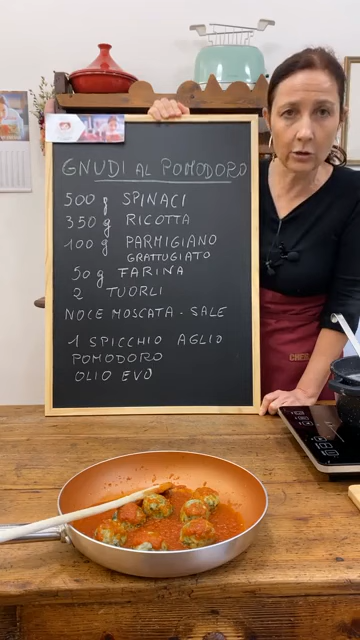 GNUDI AL POMODORO
500 g SPINACI
350 g RICOTTA
100 g PARMIGIANO
GRATTUGIATO
50 g FARINA
2 TUORLI
NOCE MOSCATA - SALE
1 SPICCHIO AGLIO
POMODORO
OLIO EVO